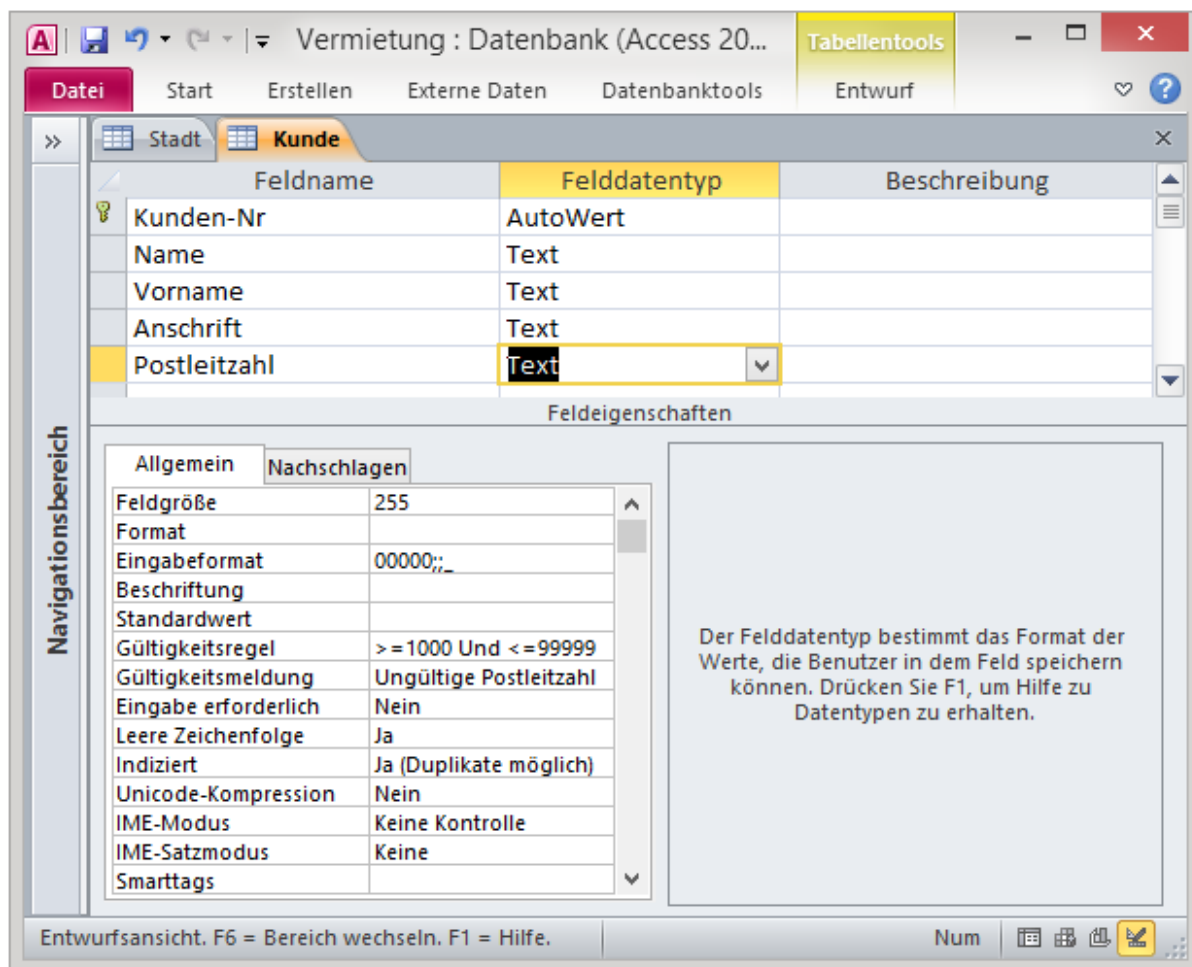 Vermietung : Datenbank (Access 20...
Tabellentools
Datei Start Erstellen Externe Daten Datenbanktools Entwurf
Stadt Kunde
Navigationsbereich
Feldname Felddatentyp Beschreibung
Kunden-Nr AutoWert
Name Text
Vorname Text
Anschrift Text
Postleitzahl Text
Feldeigenschaften
Allgemein Nachschlagen
Feldgröße 255
Format
Eingabeformat 00000;;_
Beschriftung
Standardwert
Gültigkeitsregel >=1000 Und <=99999
Gültigkeitsmeldung Ungültige Postleitzahl
Eingabe erforderlich Nein
Leere Zeichenfolge Ja
Indiziert Ja (Duplikate möglich)
Unicode-Kompression Nein
IME-Modus Keine Kontrolle
IME-Satzmodus Keine
Smarttags
Der Felddatentyp bestimmt das Format der
Werte, die Benutzer in dem Feld speichern
können. Drücken Sie F1, um Hilfe zu
Datentypen zu erhalten.
Entwurfsansicht. F6 = Bereich wechseln. F1 = Hilfe. Num